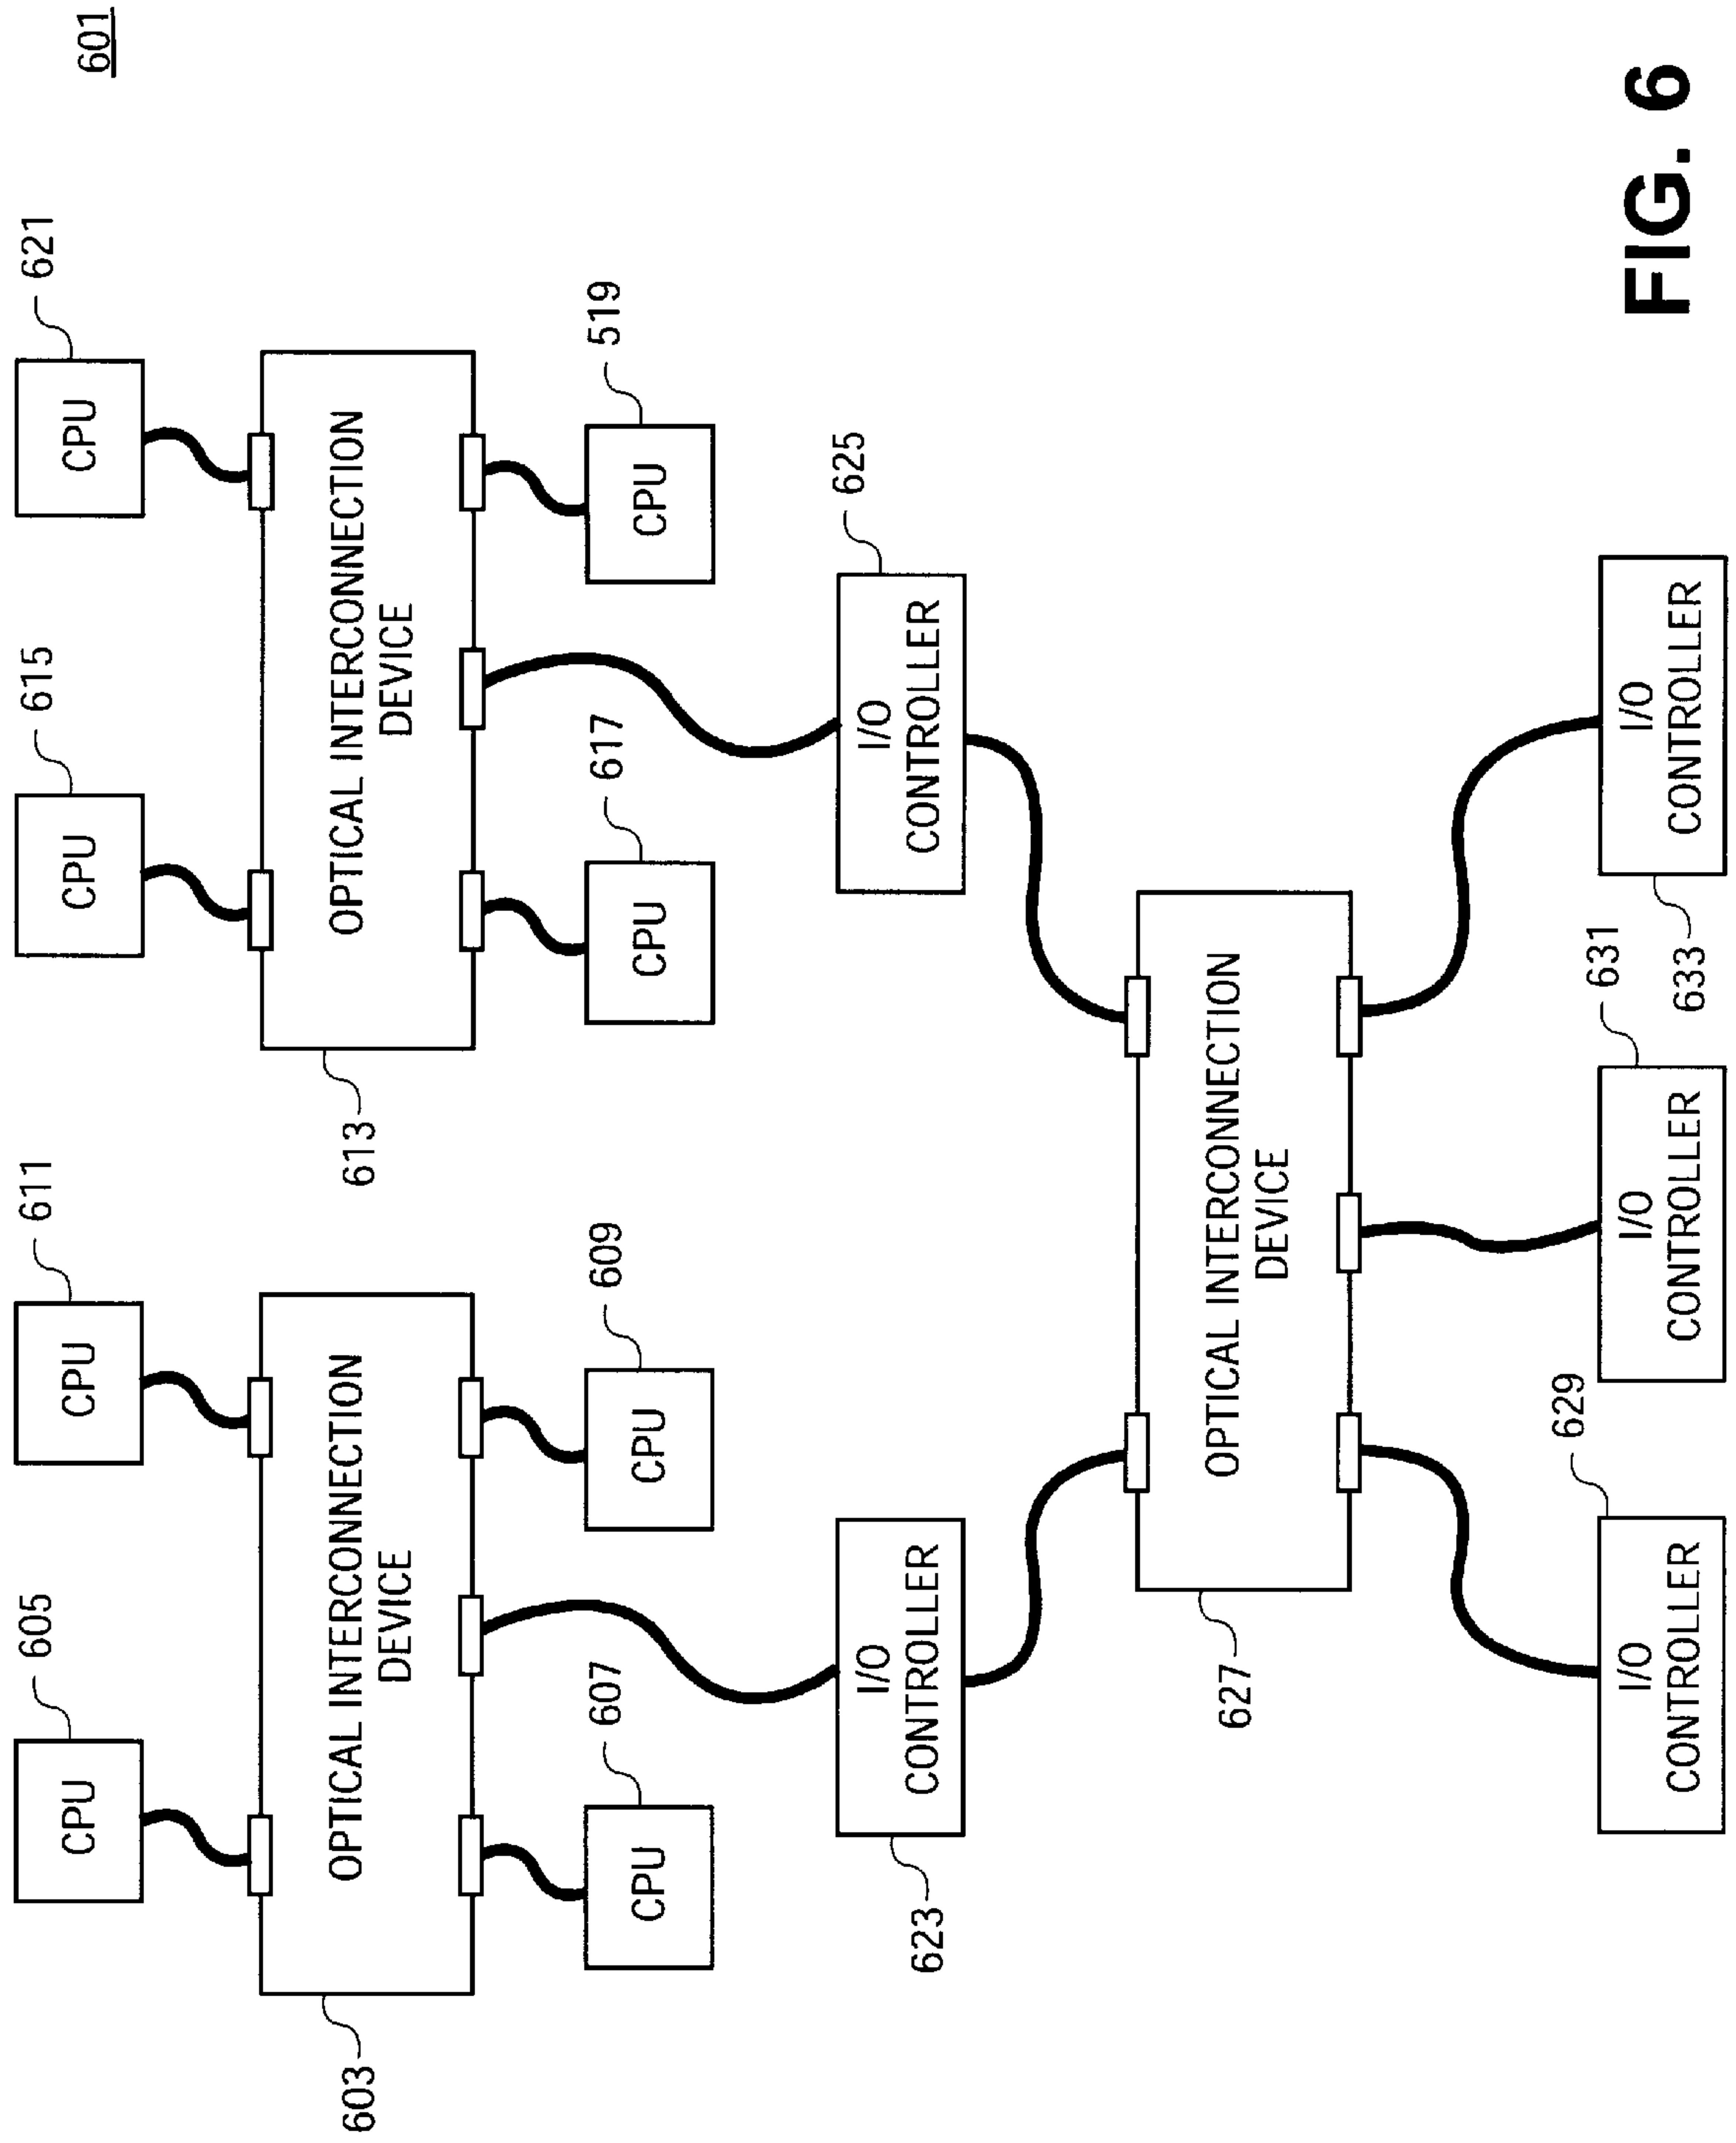 601
605
CPU
611
CPU
615
CPU
621
CPU
OPTICAL INTERCONNECTION
DEVICE
603
OPTICAL INTERCONNECTION
DEVICE
613
607
CPU
609
CPU
617
CPU
519
CPU
I/O
CONTROLLER
623
I/O
CONTROLLER
625
OPTICAL INTERCONNECTION
DEVICE
627
629
I/O
CONTROLLER
631
I/O
CONTROLLER
633
I/O
CONTROLLER
FIG. 6